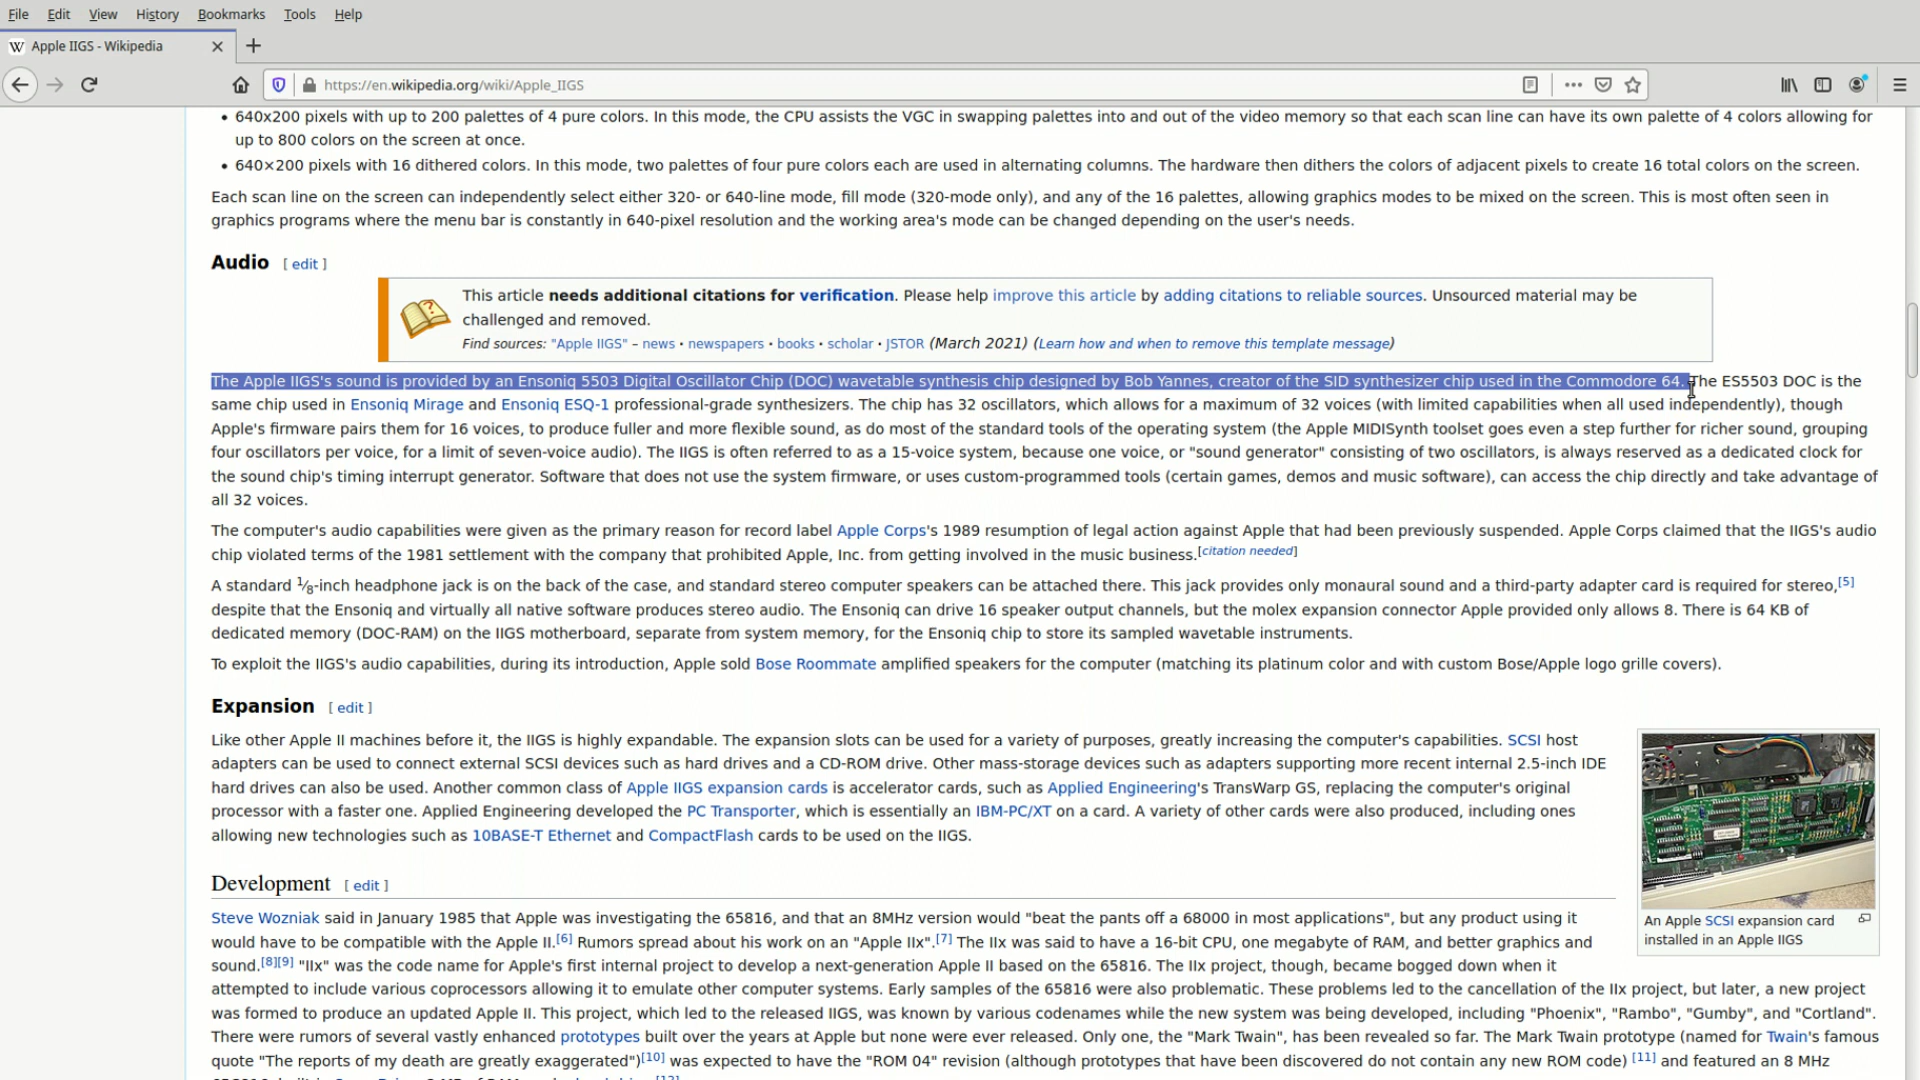 File Edit View History Bookmarks Tools Help
W Apple IIGS - Wikipedia
https://en.wikipedia.org/wiki/Apple_IIGS
• 640x200 pixels with up to 200 palettes of 4 pure colors. In this mode, the CPU assists the VGC in swapping palettes into and out of the video memory so that each scan line can have its own palette of 4 colors allowing for
up to 800 colors on the screen at once.
• 640×200 pixels with 16 dithered colors. In this mode, two palettes of four pure colors each are used in alternating columns. The hardware then dithers the colors of adjacent pixels to create 16 total colors on the screen.
Each scan line on the screen can independently select either 320- or 640-line mode, fill mode (320-mode only), and any of the 16 palettes, allowing graphics modes to be mixed on the screen. This is most often seen in
graphics programs where the menu bar is constantly in 640-pixel resolution and the working area's mode can be changed depending on the user's needs.
Audio [ edit ]
This article needs additional citations for verification. Please help improve this article by adding citations to reliable sources. Unsourced material may be
challenged and removed.
Find sources: "Apple IIGS" – news · newspapers · books · scholar · JSTOR (March 2021) (Learn how and when to remove this template message)
The Apple IIGS's sound is provided by an Ensoniq 5503 Digital Oscillator Chip (DOC) wavetable synthesis chip designed by Bob Yannes, creator of the SID synthesizer chip used in the Commodore 64. The ES5503 DOC is the
same chip used in Ensoniq Mirage and Ensoniq ESQ-1 professional-grade synthesizers. The chip has 32 oscillators, which allows for a maximum of 32 voices (with limited capabilities when all used independently), though
Apple's firmware pairs them for 16 voices, to produce fuller and more flexible sound, as do most of the standard tools of the operating system (the Apple MIDISynth toolset goes even a step further for richer sound, grouping
four oscillators per voice, for a limit of seven-voice audio). The IIGS is often referred to as a 15-voice system, because one voice, or "sound generator" consisting of two oscillators, is always reserved as a dedicated clock for
the sound chip's timing interrupt generator. Software that does not use the system firmware, or uses custom-programmed tools (certain games, demos and music software), can access the chip directly and take advantage of
all 32 voices.
The computer's audio capabilities were given as the primary reason for record label Apple Corps's 1989 resumption of legal action against Apple that had been previously suspended. Apple Corps claimed that the IIGS's audio
chip violated terms of the 1981 settlement with the company that prohibited Apple, Inc. from getting involved in the music business.[citation needed]
A standard 1⁄8-inch headphone jack is on the back of the case, and standard stereo computer speakers can be attached there. This jack provides only monaural sound and a third-party adapter card is required for stereo,[5]
despite that the Ensoniq and virtually all native software produces stereo audio. The Ensoniq can drive 16 speaker output channels, but the molex expansion connector Apple provided only allows 8. There is 64 KB of
dedicated memory (DOC-RAM) on the IIGS motherboard, separate from system memory, for the Ensoniq chip to store its sampled wavetable instruments.
To exploit the IIGS's audio capabilities, during its introduction, Apple sold Bose Roommate amplified speakers for the computer (matching its platinum color and with custom Bose/Apple logo grille covers).
Expansion [ edit ]
Like other Apple II machines before it, the IIGS is highly expandable. The expansion slots can be used for a variety of purposes, greatly increasing the computer's capabilities. SCSI host
adapters can be used to connect external SCSI devices such as hard drives and a CD-ROM drive. Other mass-storage devices such as adapters supporting more recent internal 2.5-inch IDE
hard drives can also be used. Another common class of Apple IIGS expansion cards is accelerator cards, such as Applied Engineering's TransWarp GS, replacing the computer's original
processor with a faster one. Applied Engineering developed the PC Transporter, which is essentially an IBM-PC/XT on a card. A variety of other cards were also produced, including ones
allowing new technologies such as 10BASE-T Ethernet and CompactFlash cards to be used on the IIGS.
An Apple SCSI expansion card
installed in an Apple IIGS
Development [ edit ]
Steve Wozniak said in January 1985 that Apple was investigating the 65816, and that an 8MHz version would "beat the pants off a 68000 in most applications", but any product using it
would have to be compatible with the Apple II.[6] Rumors spread about his work on an "Apple IIx".[7] The IIx was said to have a 16-bit CPU, one megabyte of RAM, and better graphics and
sound.[8][9] "IIx" was the code name for Apple's first internal project to develop a next-generation Apple II based on the 65816. The IIx project, though, became bogged down when it
attempted to include various coprocessors allowing it to emulate other computer systems. Early samples of the 65816 were also problematic. These problems led to the cancellation of the IIx project, but later, a new project
was formed to produce an updated Apple II. This project, which led to the released IIGS, was known by various codenames while the new system was being developed, including "Phoenix", "Rambo", "Gumby", and "Cortland".
There were rumors of several vastly enhanced prototypes built over the years at Apple but none were ever released. Only one, the "Mark Twain", has been revealed so far. The Mark Twain prototype (named for Twain's famous
quote "The reports of my death are greatly exaggerated")[10] was expected to have the "ROM 04" revision (although prototypes that have been discovered do not contain any new ROM code) [11] and featured an 8 MHz